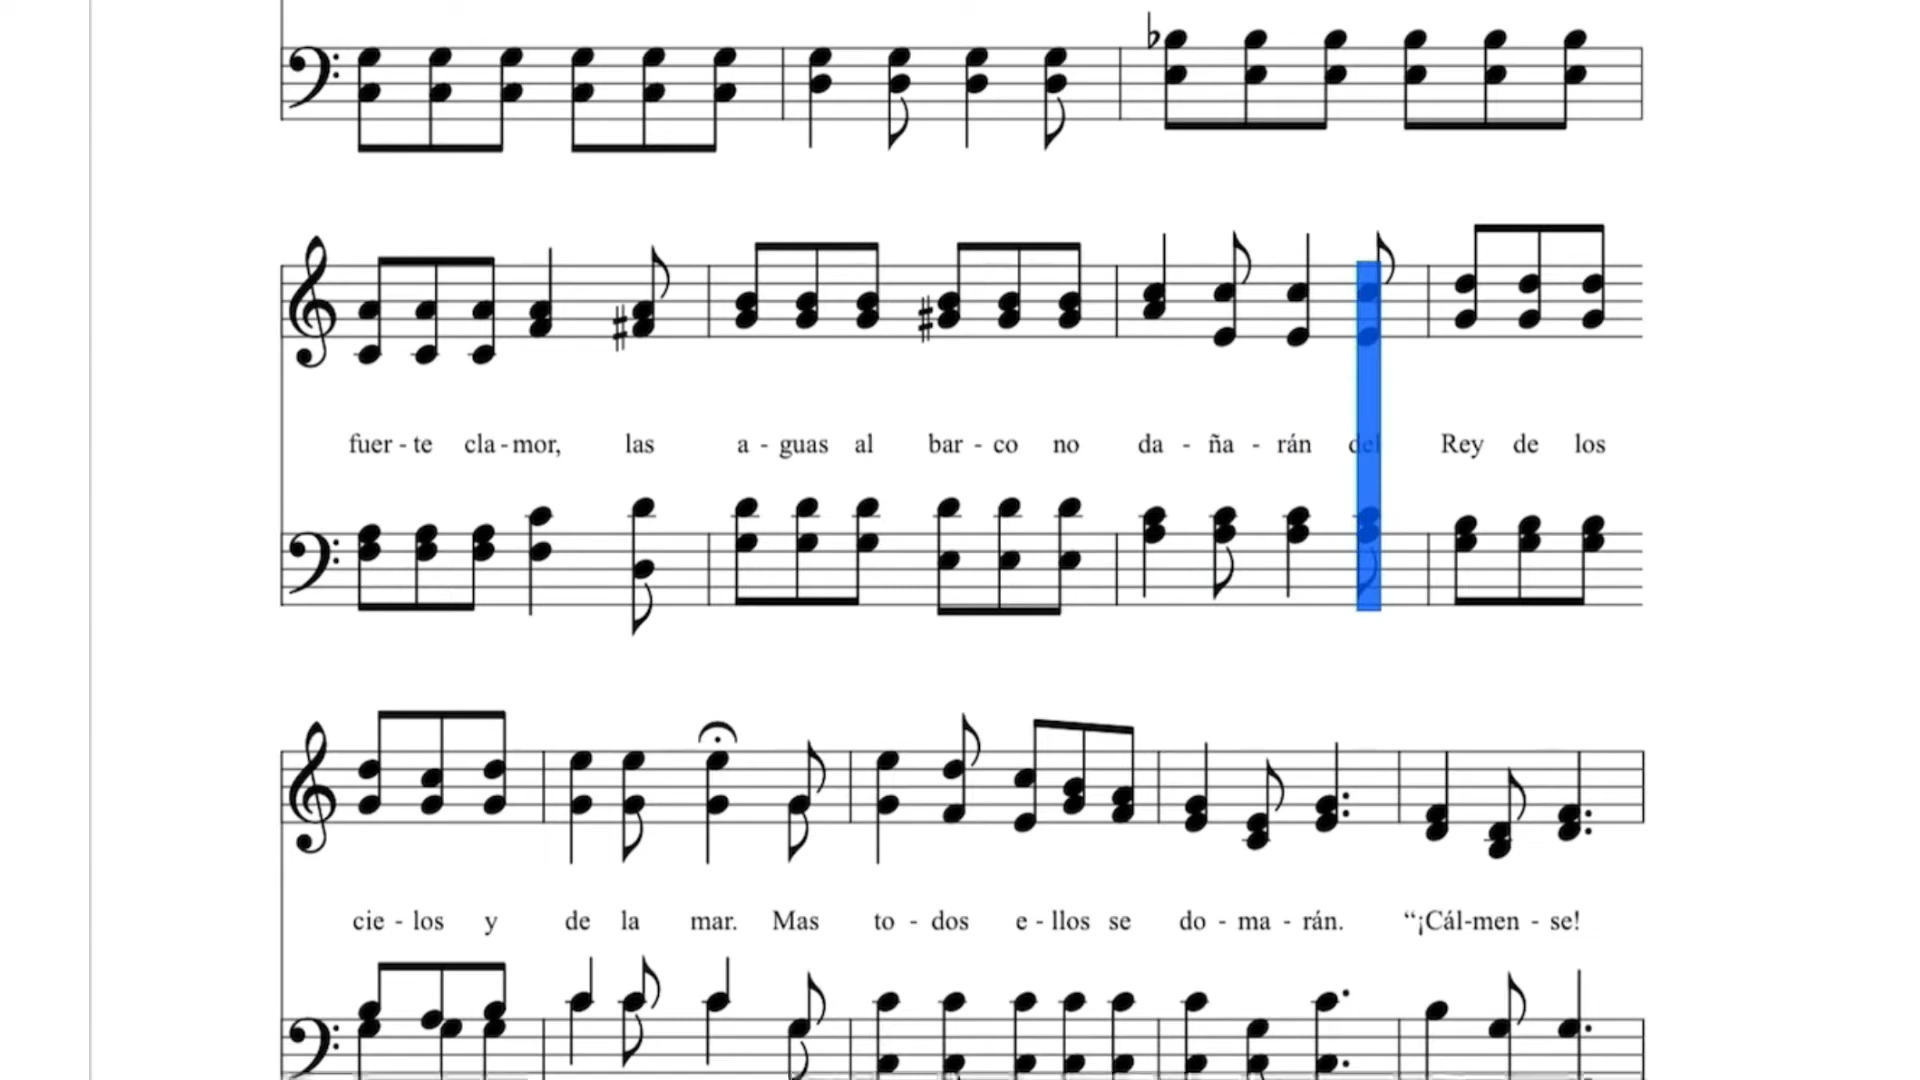 fuer - te cla - mor, las a - guas al bar - co no da - ña - rán del Rey de los
cie - los y de la mar. Mas to - dos e - llos se do - ma - rán. “¡Cál-men - se!